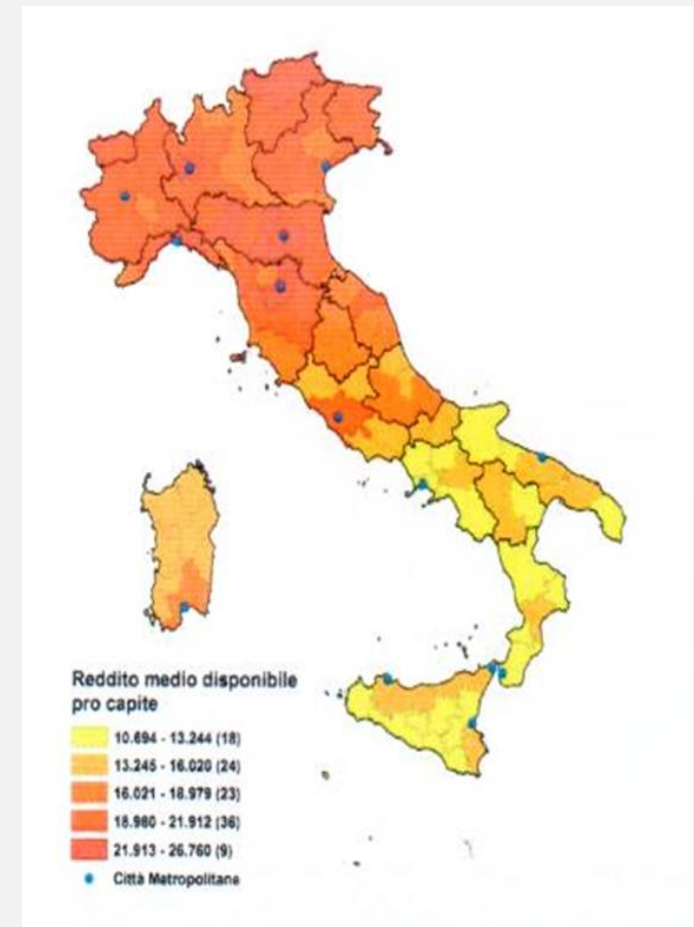 Reddito medio disponibile
pro capite
10.694 - 13.244 (18)
13.245 - 16.020 (24)
16.021 - 18.979 (23)
18.980 - 21.912 (36)
21.913 - 26.760 (9)
Città Metropolitane